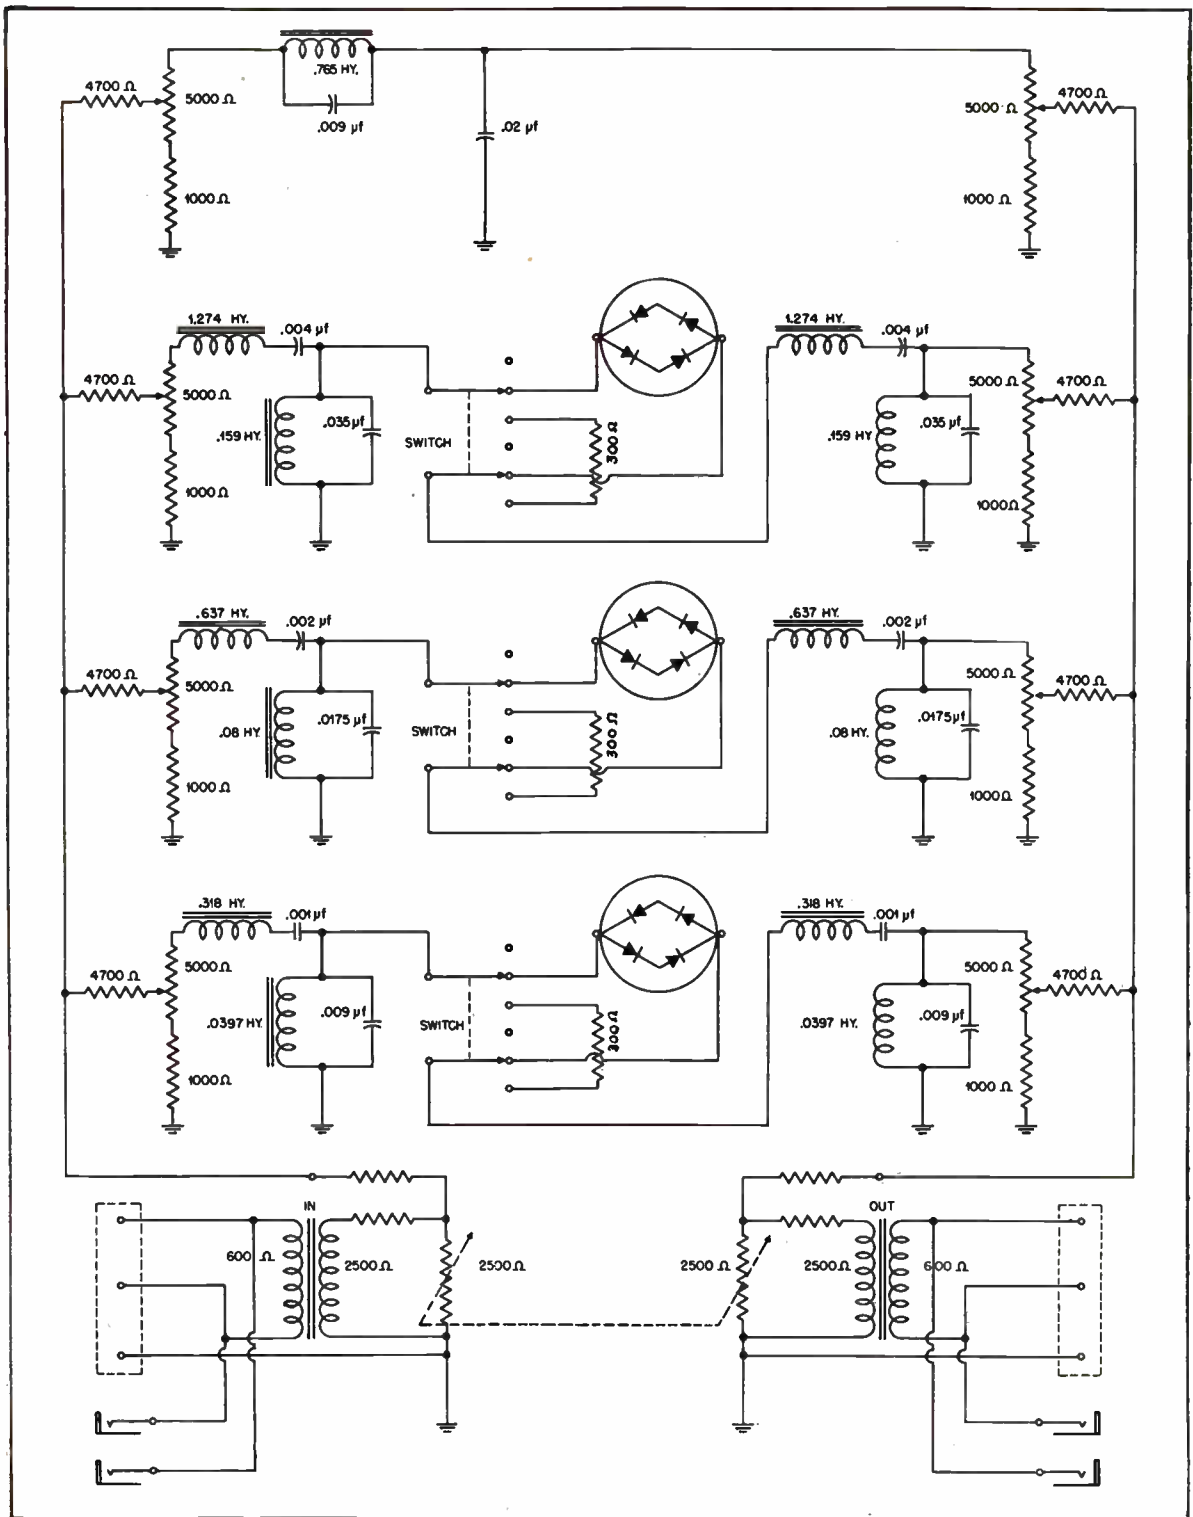 .765 HY.
4700 Ω
5000 Ω
.009 µf
.02 µf
5000 Ω
4700 Ω
1000 Ω
1000 Ω
1.274 HY.
.004 µf
1.274 HY.
.004 µf
4700 Ω
5000 Ω
.159 HY.
.035 µf
SWITCH
300 Ω
.159 HY.
.035 µf
5000 Ω
4700 Ω
1000 Ω
1000 Ω
.637 HY.
.002 µf
.637 HY.
.002 µf
4700 Ω
5000 Ω
.08 HY.
.0175 µf
SWITCH
300 Ω
.08 HY.
.0175 µf
5000 Ω
4700 Ω
1000 Ω
1000 Ω
.318 HY.
.001 µf
.318 HY.
.001 µf
4700 Ω
5000 Ω
.0397 HY.
.009 µf
SWITCH
300 Ω
.0397 HY.
.009 µf
5000 Ω
4700 Ω
1000 Ω
1000 Ω
IN
OUT
600 Ω
2500 Ω
2500 Ω
2500 Ω
2500 Ω
600 Ω